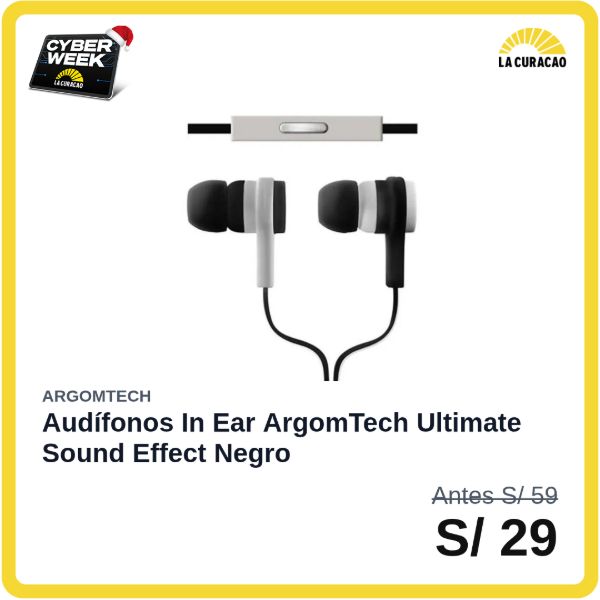 CYBER
WEEK
LA CURACAO
LA CURACAO
ARGOMTECH
Audífonos In Ear ArgomTech Ultimate
Sound Effect Negro
Antes S/ 59
S/ 29